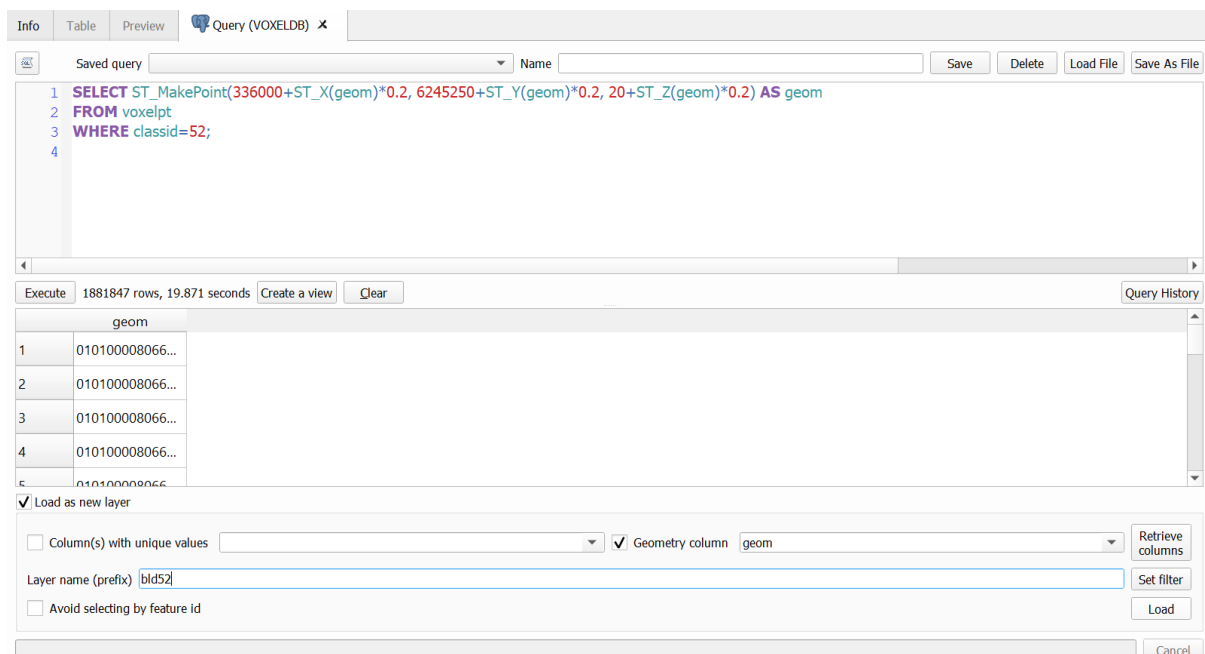 Info Table Preview Query (VOXELDB) X
Saved query Name Save Delete Load File Save As File
1 SELECT ST_MakePoint(336000+ST_X(geom)*0.2, 6245250+ST_Y(geom)*0.2, 20+ST_Z(geom)*0.2) AS geom
2 FROM voxelpt
3 WHERE classid=52;
4
Execute 1881847 rows, 19.871 seconds Create a view Clear Query History
geom
1 010100008066...
2 010100008066...
3 010100008066...
4 010100008066...
5 010100008066
Load as new layer
Column(s) with unique values Geometry column geom Retrieve columns
Layer name (prefix) bld52 Set filter
Avoid selecting by feature id Load
Cancel